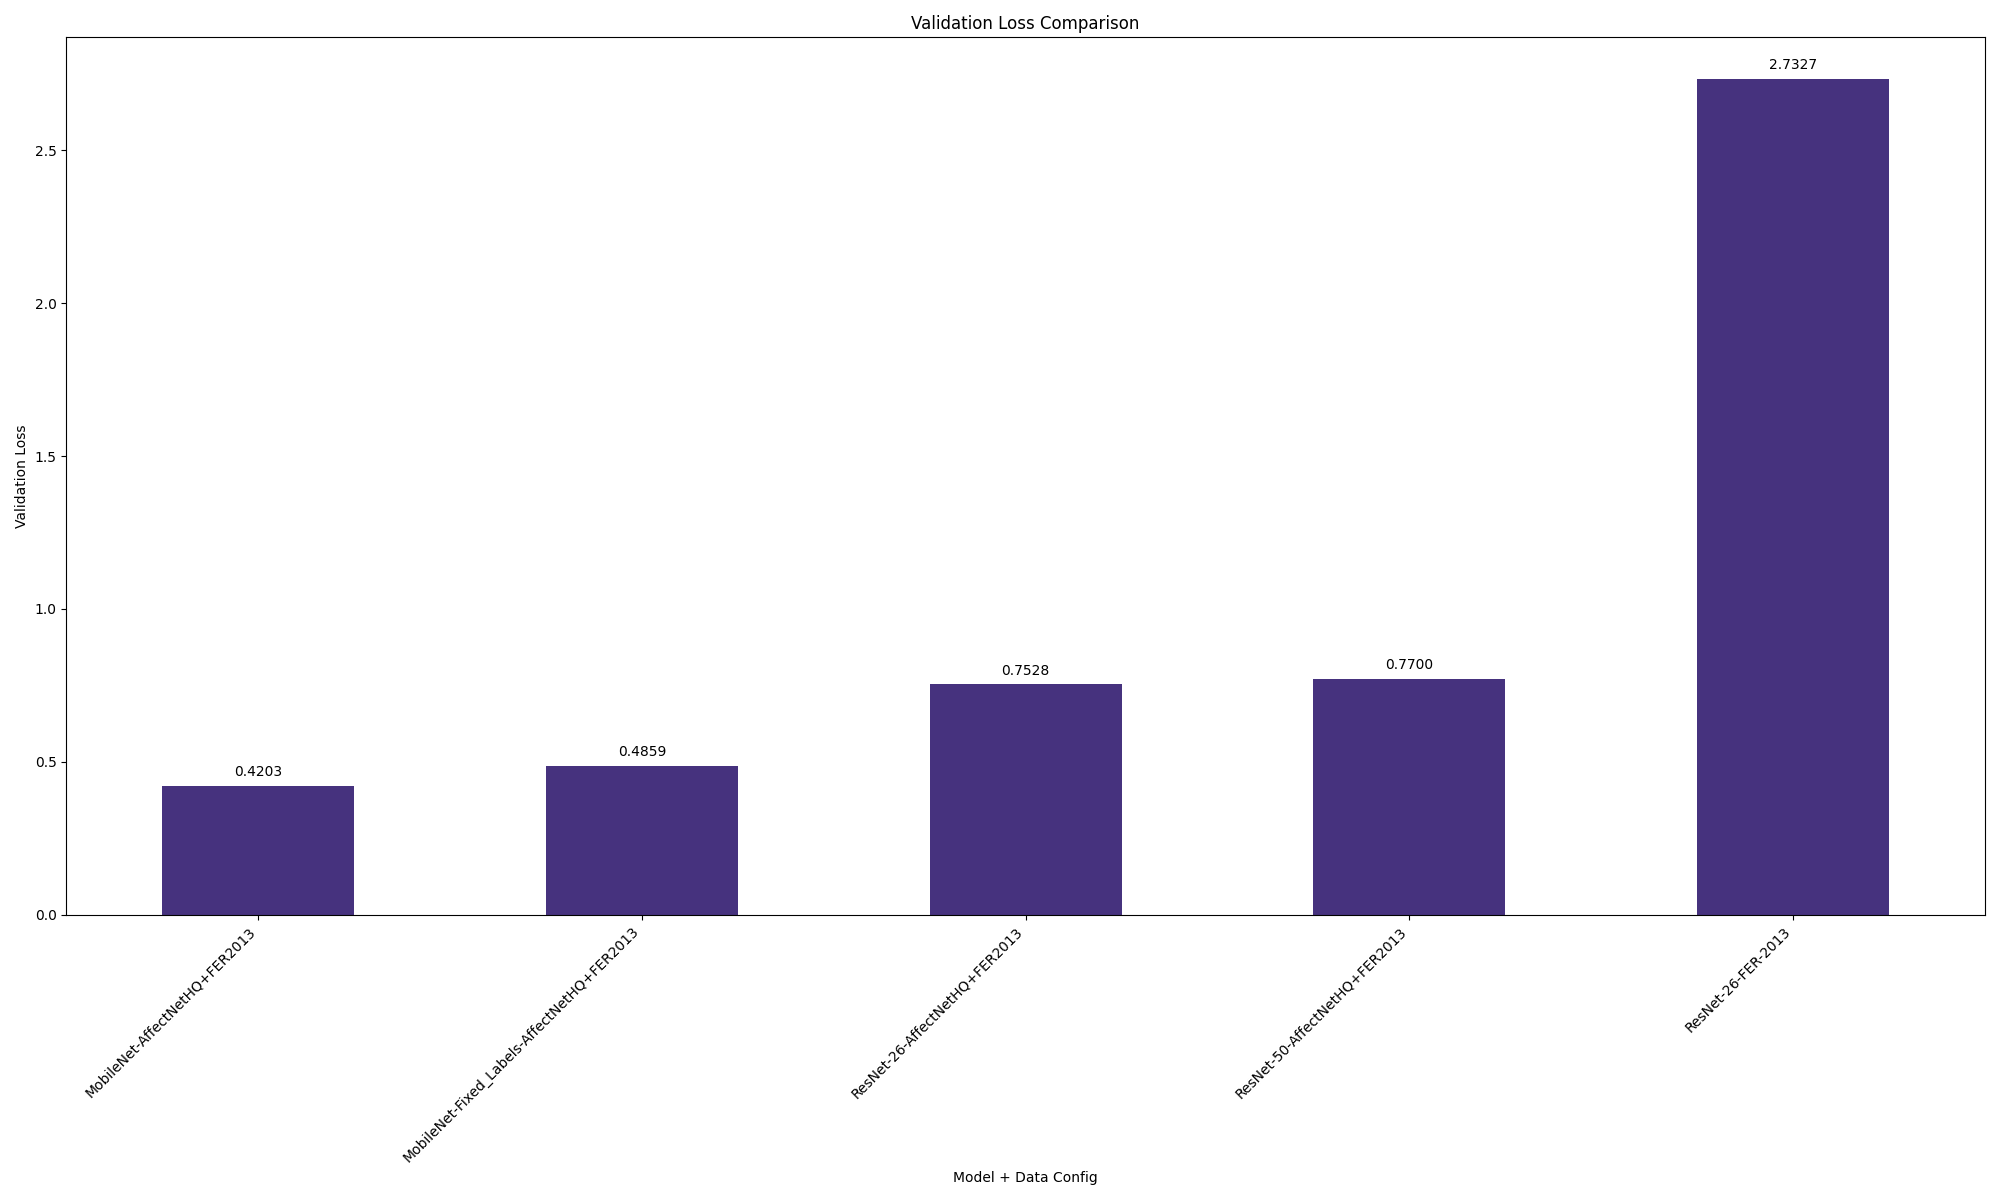 Validation Loss Comparison
Validation Loss
2.5
2.0
1.5
1.0
0.5
0.0
0.4203
0.4859
0.7528
0.7700
2.7327
MobileNet-AffectNetHQ+FER2013
MobileNet-Fixed_Labels-AffectNetHQ+FER2013
ResNet-26-AffectNetHQ+FER2013
ResNet-50-AffectNetHQ+FER2013
ResNet-26-FER-2013
Model + Data Config